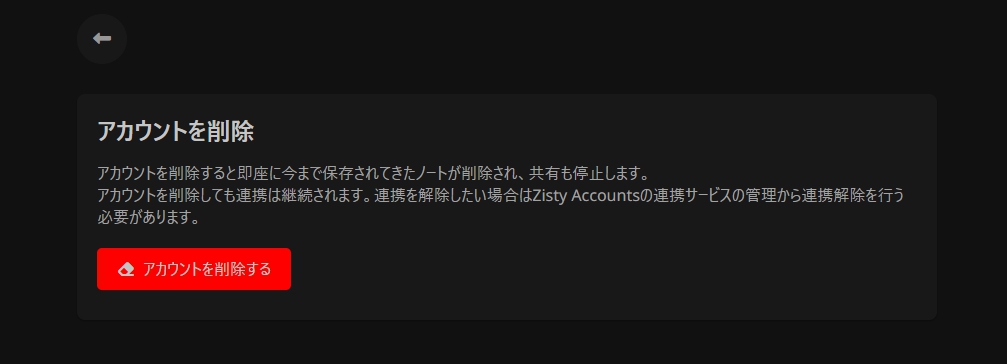 アカウントを削除
アカウントを削除すると即座に今まで保存されてきたノートが削除され、共有も停止します。
アカウントを削除しても連携は継続されます。連携を解除したい場合はZisty Accountsの連携サービスの管理から連携解除を行う
必要があります。
アカウントを削除する